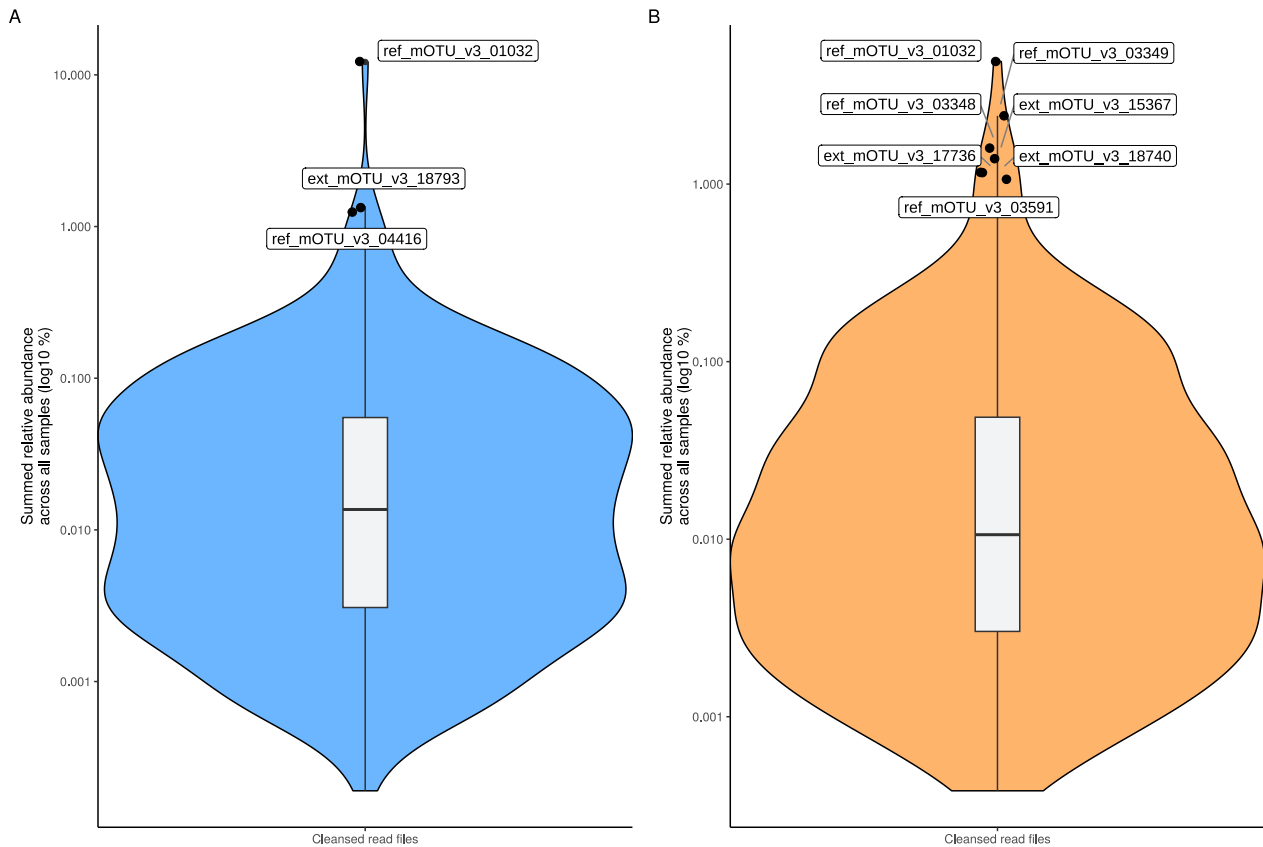 A
ref_mOTU_v3_01032
10.000
ext_mOTU_v3_18793
1.000
ref_mOTU_v3_04416
Summed relative abundance
across all samples (log10 %)
0.100
0.010
0.001
Cleansed read files
B
ref_mOTU_v3_01032
ref_mOTU_v3_03349
ref_mOTU_v3_03348
ext_mOTU_v3_15367
ext_mOTU_v3_17736
ext_mOTU_v3_18740
1.000
ref_mOTU_v3_03591
Summed relative abundance
across all samples (log10 %)
0.100
0.010
0.001
Cleansed read files